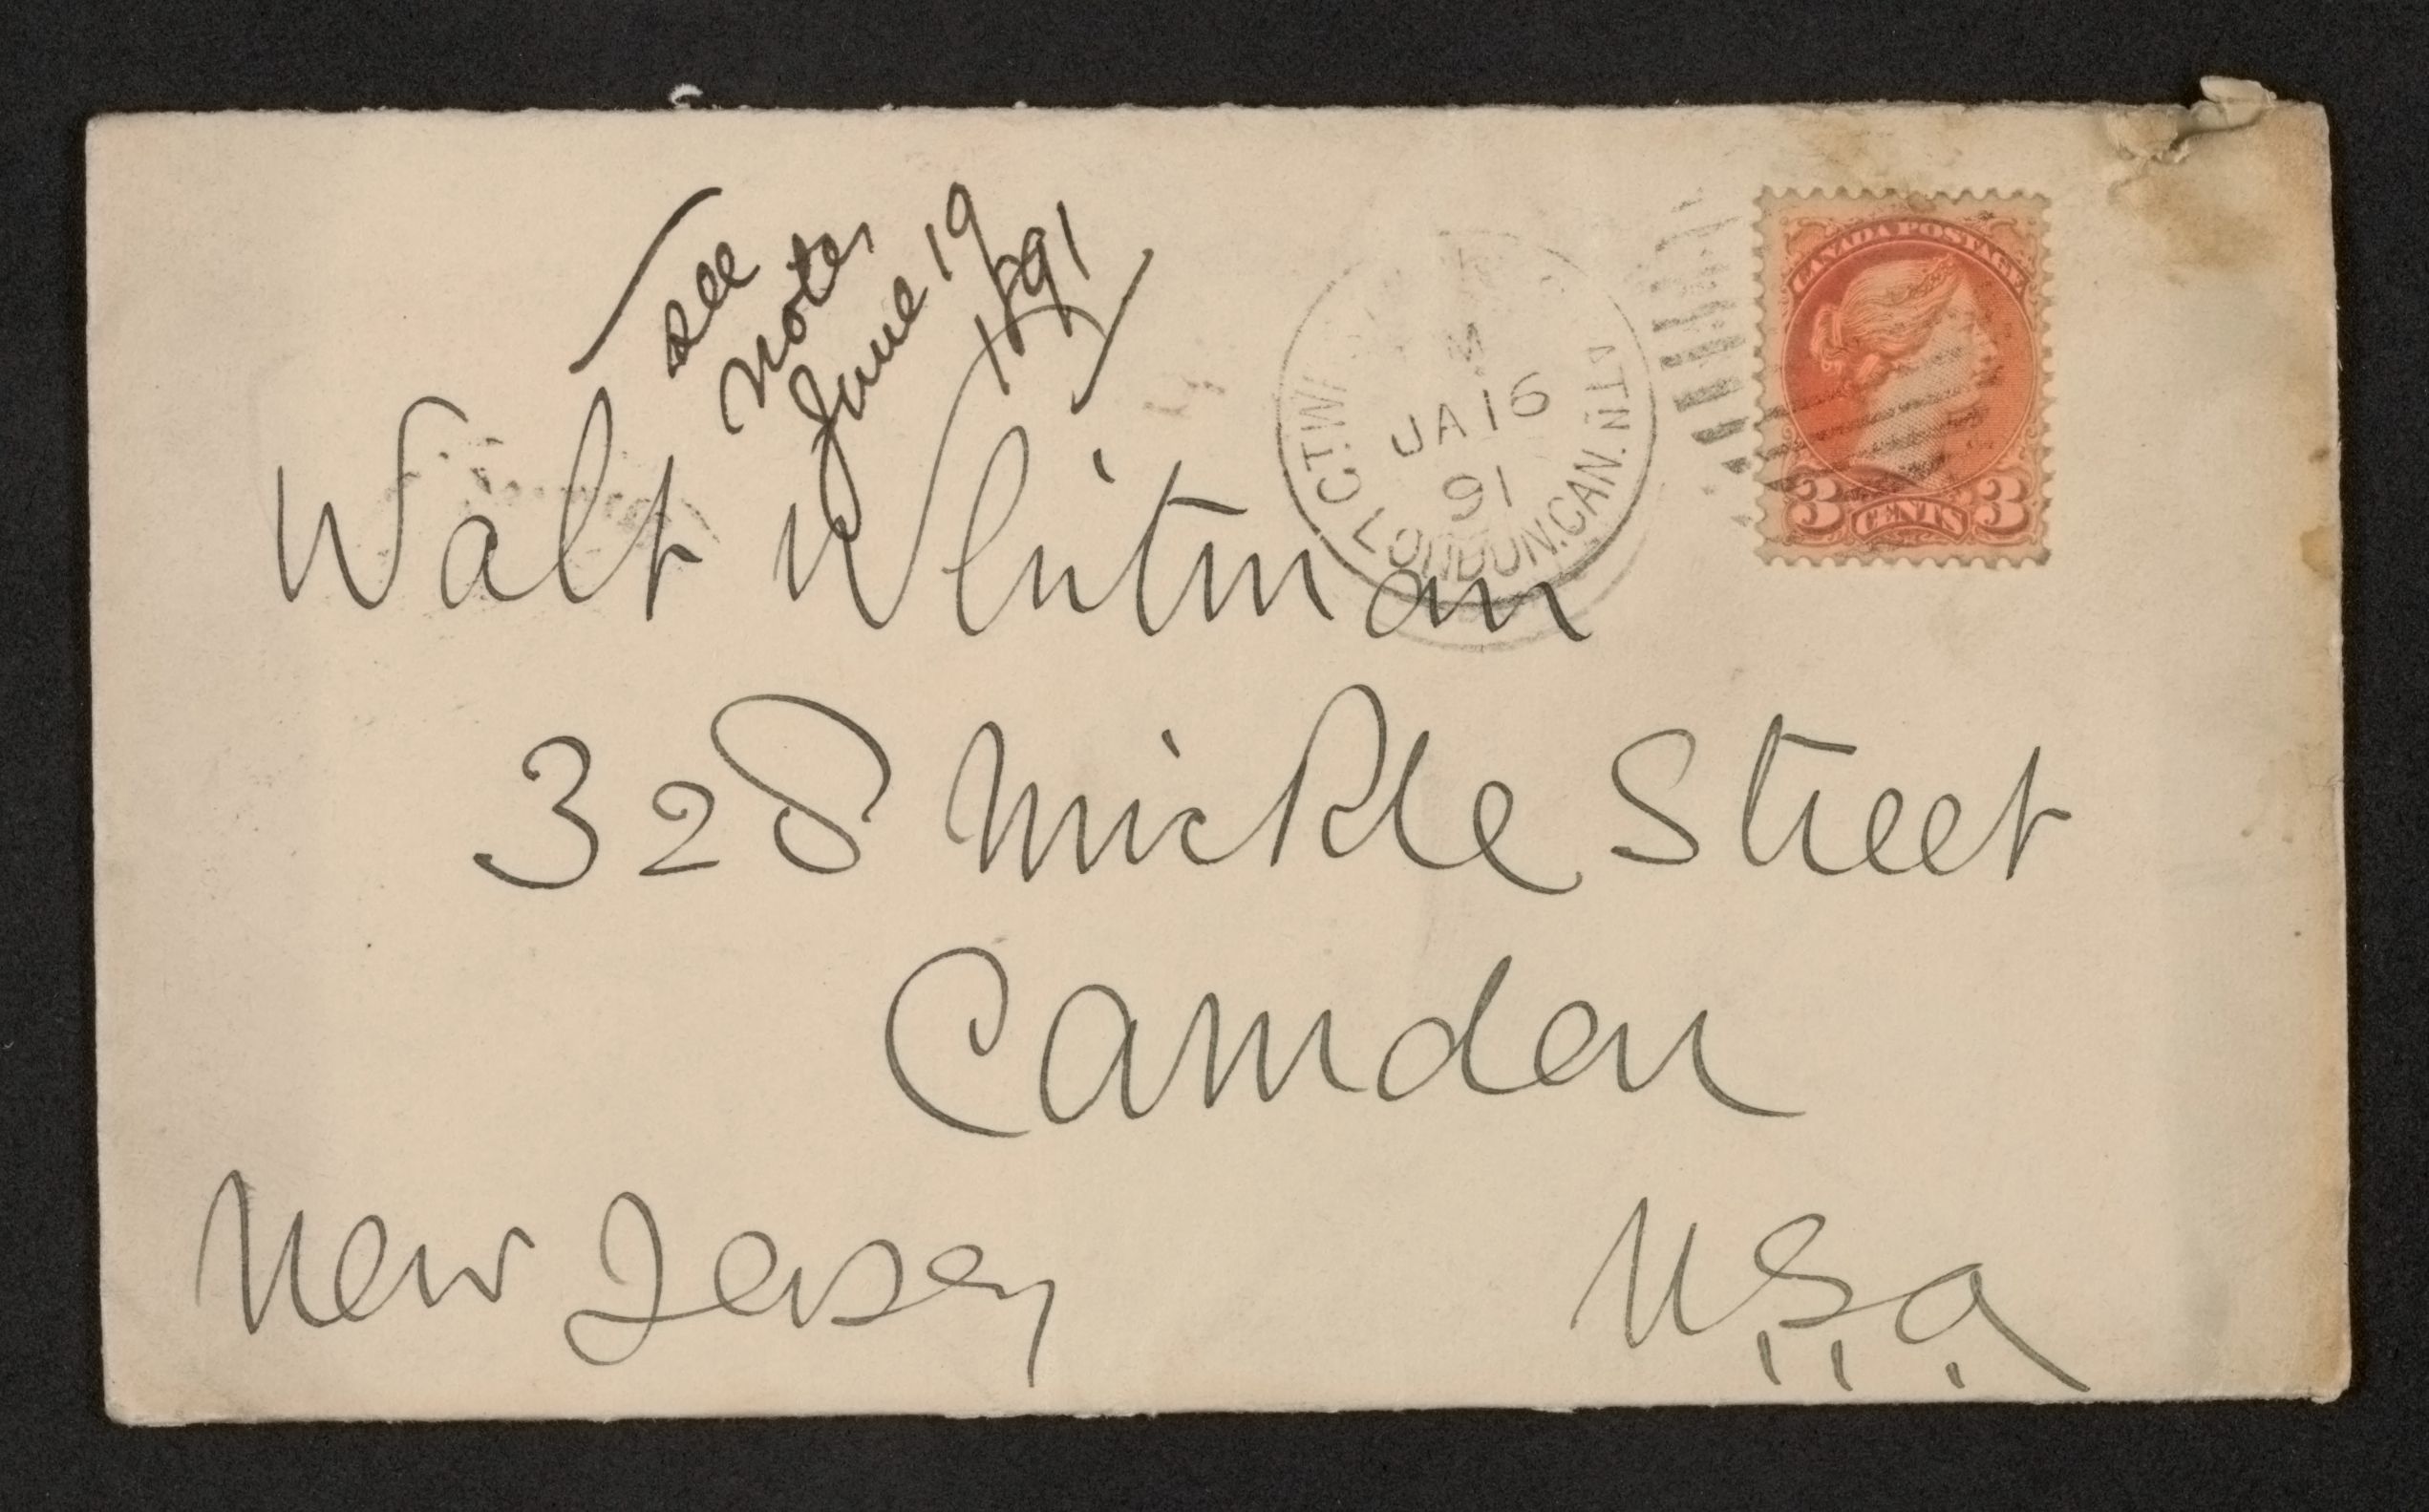 see
notes
June 19
1891
CANADA POSTAGE
3 CENTS 3
M
JA 16
91
LONDON.CAN.
Walt Whitman
328 Mickle Street
Camden
New Jersey U.S.A.